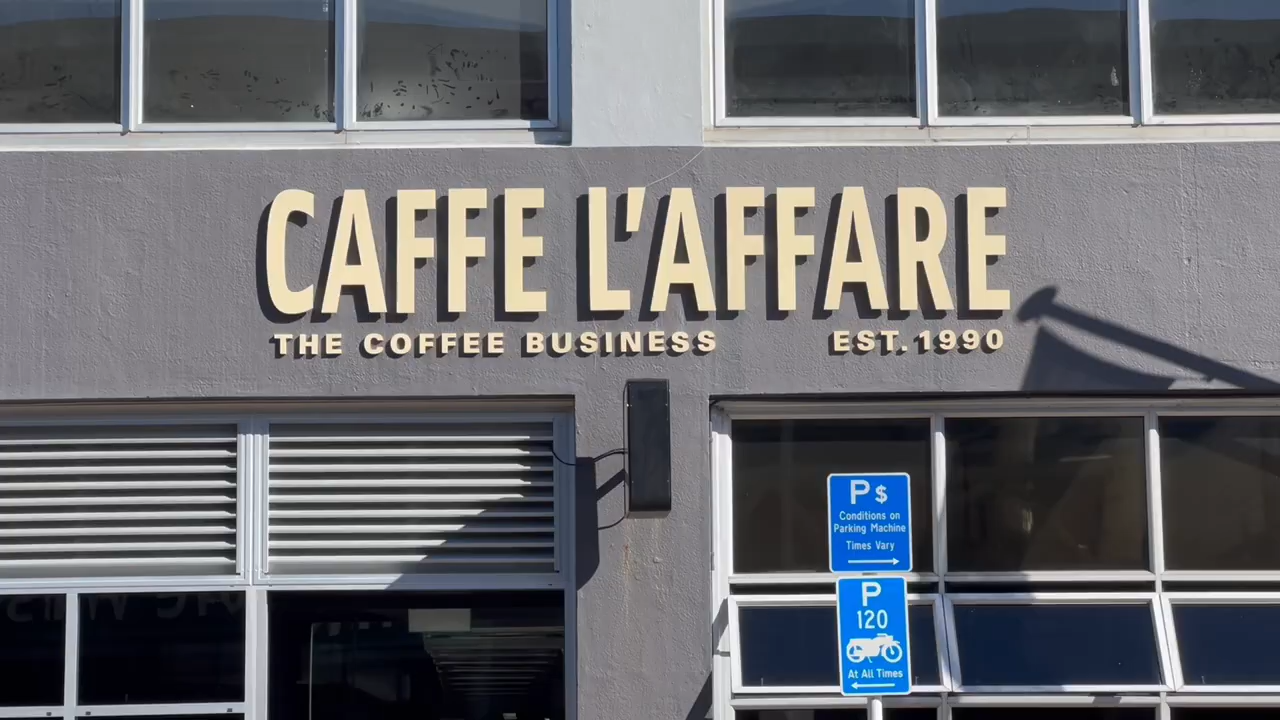 CAFFE L'AFFARE
THE COFFEE BUSINESS EST. 1990
P $
Conditions on
Parking Machine
Times Vary
P
120
At All Times